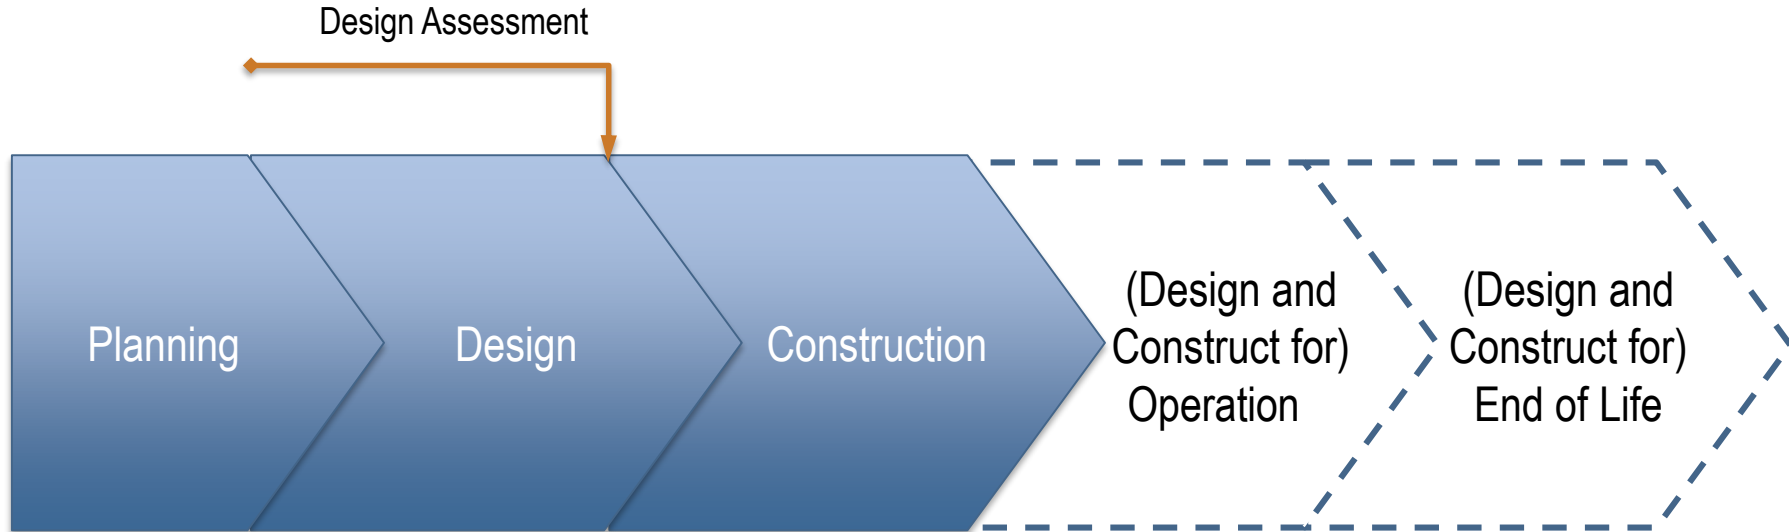 Design Assessment
Planning
Design
Construction
(Design and
Construct for)
Operation
(Design and
Construct for)
End of Life